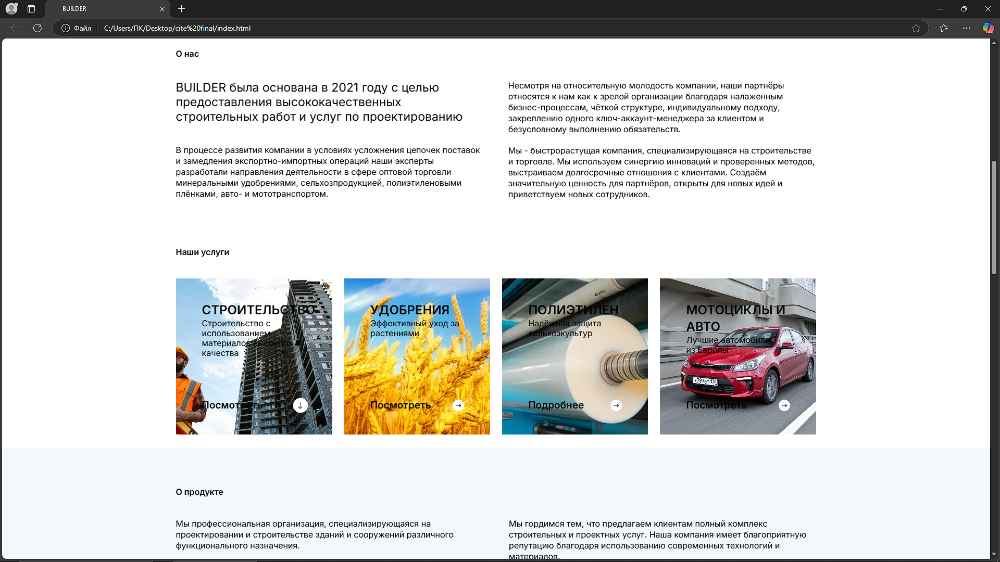 BUILDER
Файл
C:/Users/ПК/Desktop/cite%20final/index.html
О нас
BUILDER была основана в 2021 году с целью
предоставления высококачественных
строительных работ и услуг по проектированию
В процессе развития компании в условиях усложнения цепочек поставок
и замедления экспортно-импортных операций наши эксперты
разработали направления деятельности в сфере оптовой торговли
минеральными удобрениями, сельхозпродукцией, полиэтиленовыми
плёнками, авто- и мототранспортом.
Несмотря на относительную молодость компании, наши партнёры
относятся к нам как к зрелой организации благодаря налаженным
бизнес-процессам, чёткой структуре, индивидуальному подходу,
закреплению одного ключ-аккаунт-менеджера за клиентом и
безусловному выполнению обязательств.
Мы - быстрорастущая компания, специализирующаяся на строительстве
и торговле. Мы используем синергию инноваций и проверенных методов,
выстраиваем долгосрочные отношения с клиентами. Создаём
значительную ценность для партнёров, открыты для новых идей и
приветствуем новых сотрудников.
Наши услуги
СТРОИТЕЛЬСТВО
Строительство с
использованием
материалов высокого
качества
Посмотреть
УДОБРЕНИЯ
Эффективный уход за
растениями
Посмотреть
ПОЛИЭТИЛЕН
Надёжная защита
сельхозкультур
Подробнее
МОТОЦИКЛЫ И
АВТО
Лучшие автомобили
из Европы
Х797ВТ 178
Посмотреть
О продукте
Мы профессиональная организация, специализирующаяся на
проектировании и строительстве зданий и сооружений различного
функционального назначения.
Мы гордимся тем, что предлагаем клиентам полный комплекс
строительных и проектных услуг. Наша компания имеет благоприятную
репутацию благодаря использованию современных технологий и
материалов.